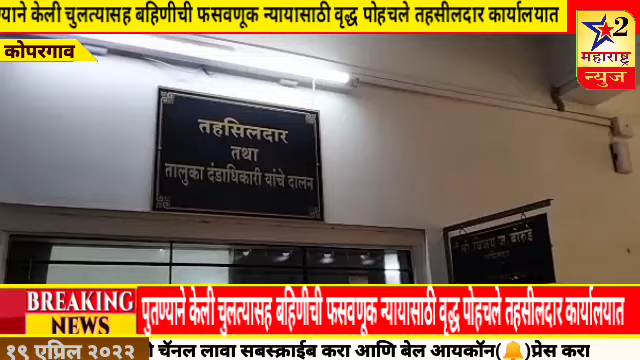 ण्याने केली चुलत्यासह बहिणीची फसवणूक न्यायासाठी वृद्ध पोहचले तहसीलदार कार्यालयात
2
महाराष्ट्र
न्युज
कोपरगाव
तहसिलदार
तथा
तालुका दंडाधिकारी यांचे दालन
BREAKING
NEWS
पुतण्याने केली चुलत्यासह बहिणीची फसवणूक न्यायासाठी वृद्ध पोहचले तहसीलदार कार्यालयात
१९ एप्रिल २०२२
चॅनल लावा सबस्क्राईब करा आणि बेल आयकॉन(🔔)प्रेस करा